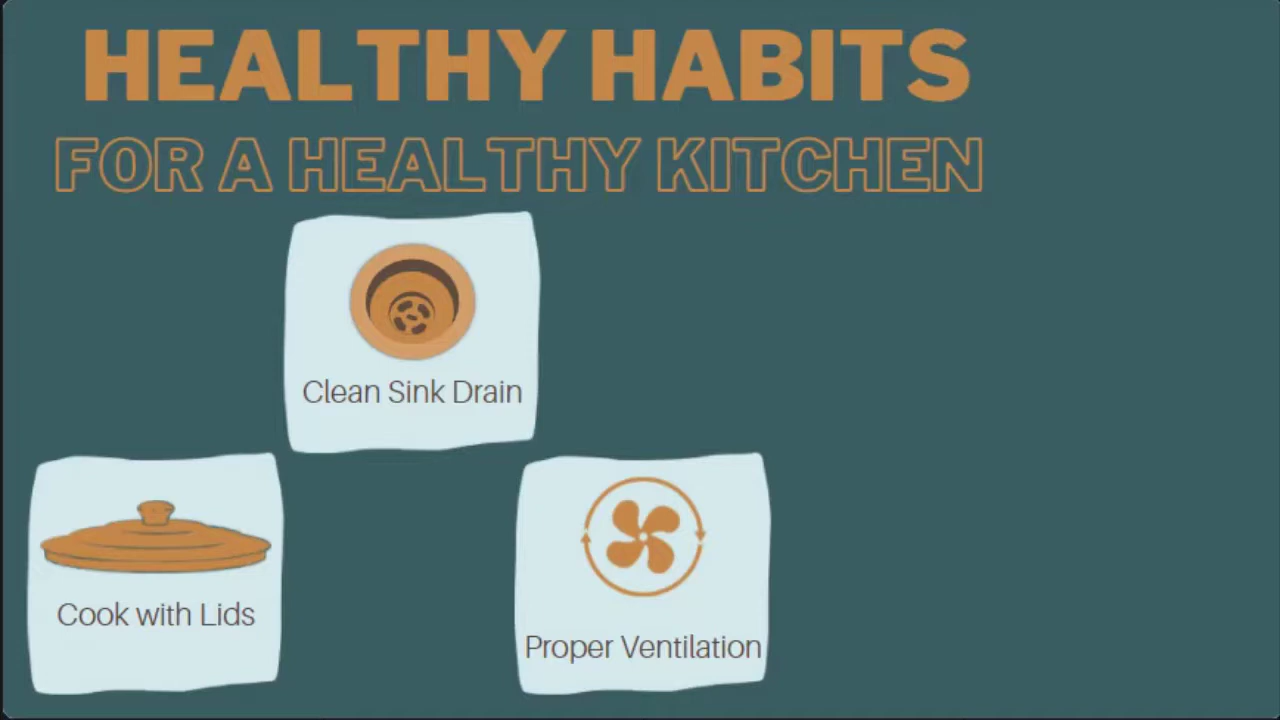 HEALTHY HABITS
FOR A HEALTHY KITCHEN
Clean Sink Drain
Cook with Lids
Proper Ventilation